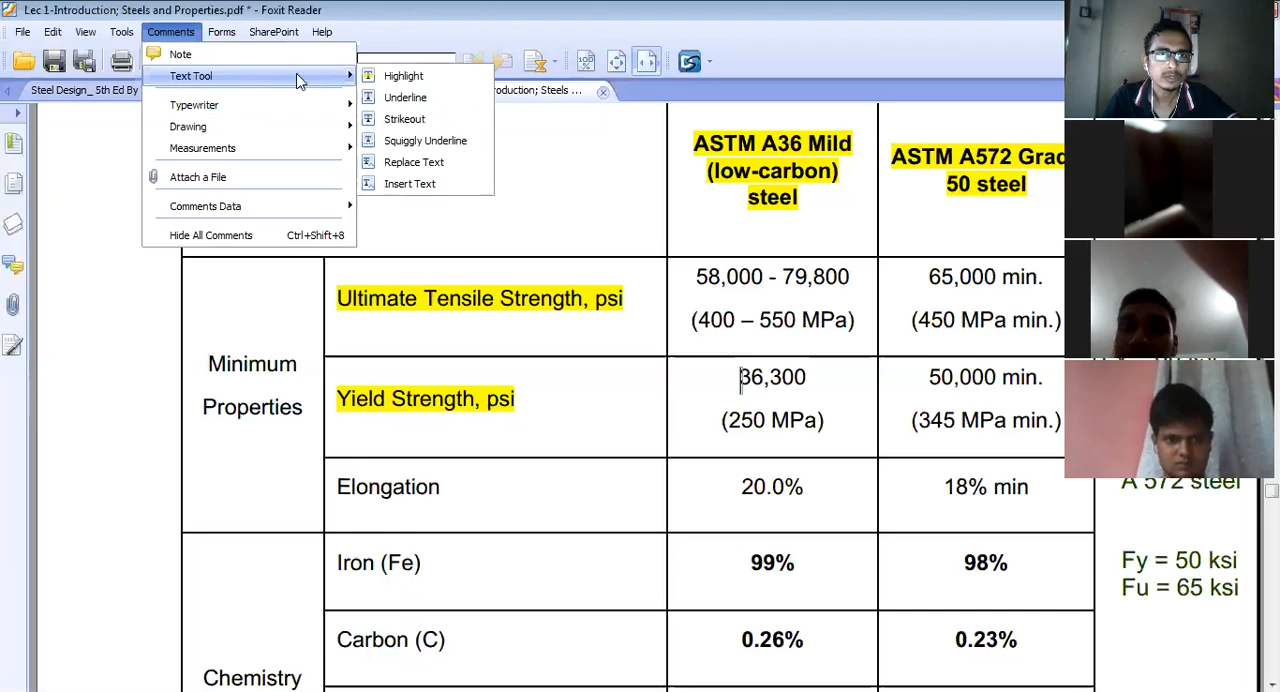 Lec 1-Introduction; Steels and Properties.pdf * - Foxit Reader
File Edit View Tools Comments Forms SharePoint Help
Note
Text Tool
Typewriter
Drawing
Measurements
Attach a File
Comments Data
Hide All Comments Ctrl+Shift+8
Highlight
Underline
Strikeout
Squiggly Underline
Replace Text
Insert Text
Steel Design_ 5th Ed By
roduction; Steels ...
ASTM A36 Mild
(low-carbon)
steel
ASTM A572 Grad
50 steel
Minimum
Properties
Ultimate Tensile Strength, psi
58,000 - 79,800
(400 – 550 MPa)
65,000 min.
(450 MPa min.)
Yield Strength, psi
36,300
(250 MPa)
50,000 min.
(345 MPa min.)
Elongation 20.0% 18% min
Chemistry
Iron (Fe) 99% 98%
Carbon (C) 0.26% 0.23%
A 572 steel
Fy = 50 ksi
Fu = 65 ksi